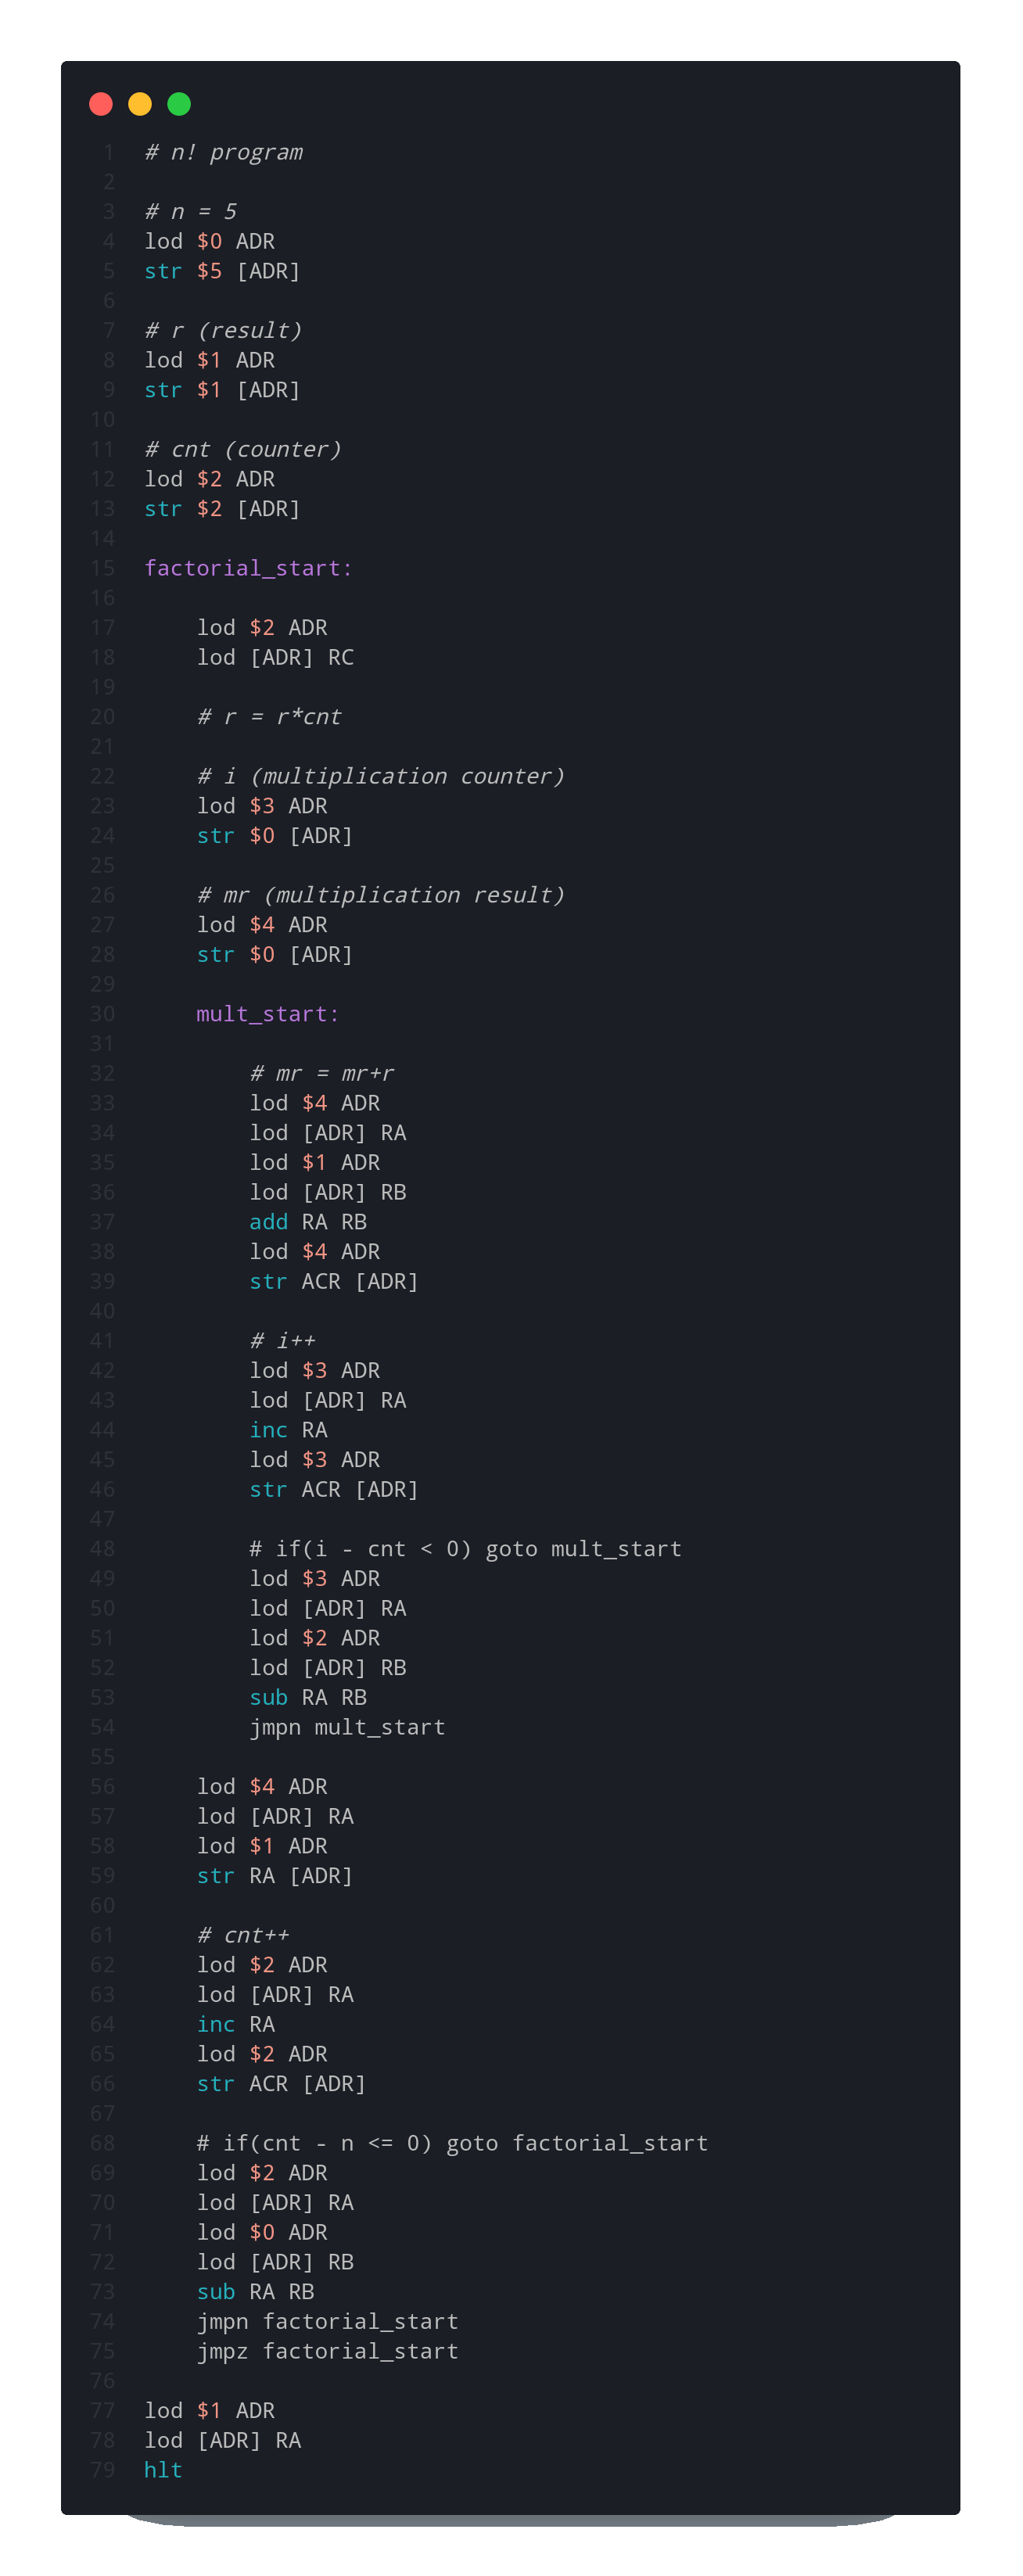 1 # n! program
2
3 # n = 5
4 lod $0 ADR
5 str $5 [ADR]
6
7 # r (result)
8 lod $1 ADR
9 str $1 [ADR]
10
11 # cnt (counter)
12 lod $2 ADR
13 str $2 [ADR]
14
15 factorial_start:
16
17 lod $2 ADR
18 lod [ADR] RC
19
20 # r = r*cnt
21
22 # i (multiplication counter)
23 lod $3 ADR
24 str $0 [ADR]
25
26 # mr (multiplication result)
27 lod $4 ADR
28 str $0 [ADR]
29
30 mult_start:
31
32 # mr = mr+r
33 lod $4 ADR
34 lod [ADR] RA
35 lod $1 ADR
36 lod [ADR] RB
37 add RA RB
38 lod $4 ADR
39 str ACR [ADR]
40
41 # i++
42 lod $3 ADR
43 lod [ADR] RA
44 inc RA
45 lod $3 ADR
46 str ACR [ADR]
47
48 # if(i - cnt < 0) goto mult_start
49 lod $3 ADR
50 lod [ADR] RA
51 lod $2 ADR
52 lod [ADR] RB
53 sub RA RB
54 jmpn mult_start
55
56 lod $4 ADR
57 lod [ADR] RA
58 lod $1 ADR
59 str RA [ADR]
60
61 # cnt++
62 lod $2 ADR
63 lod [ADR] RA
64 inc RA
65 lod $2 ADR
66 str ACR [ADR]
67
68 # if(cnt - n <= 0) goto factorial_start
69 lod $2 ADR
70 lod [ADR] RA
71 lod $0 ADR
72 lod [ADR] RB
73 sub RA RB
74 jmpn factorial_start
75 jmpz factorial_start
76
77 lod $1 ADR
78 lod [ADR] RA
79 hlt